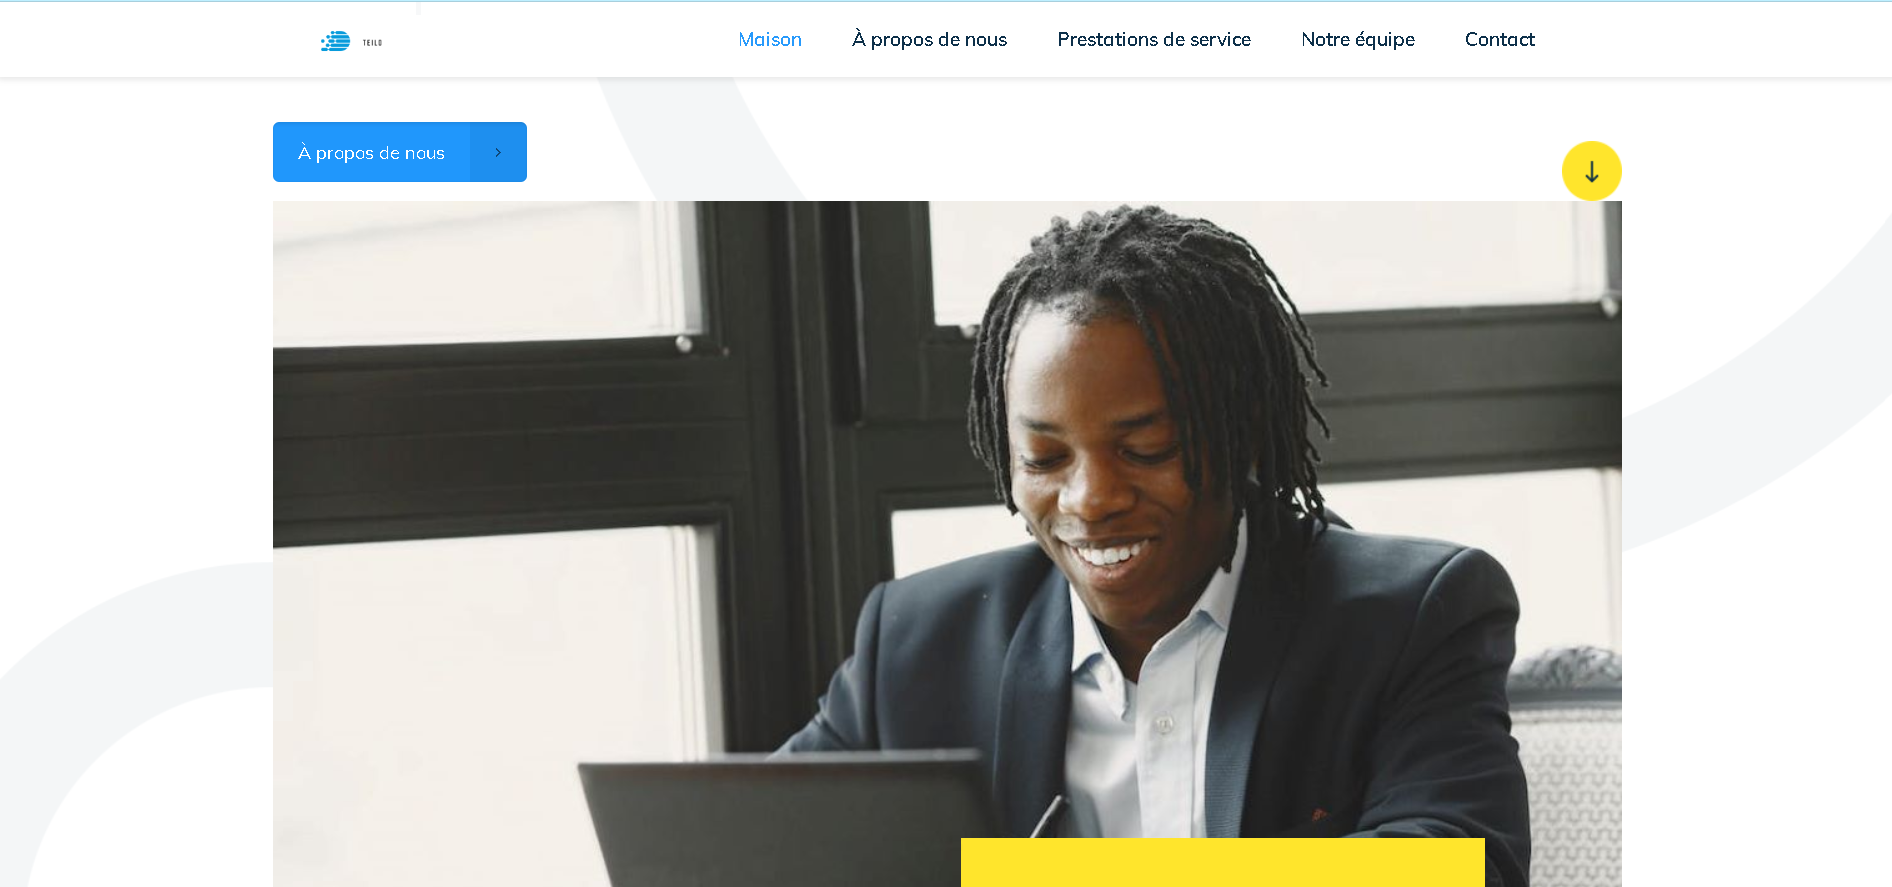 TEILO
Maison
À propos de nous
Prestations de service
Notre équipe
Contact
À propos de nous